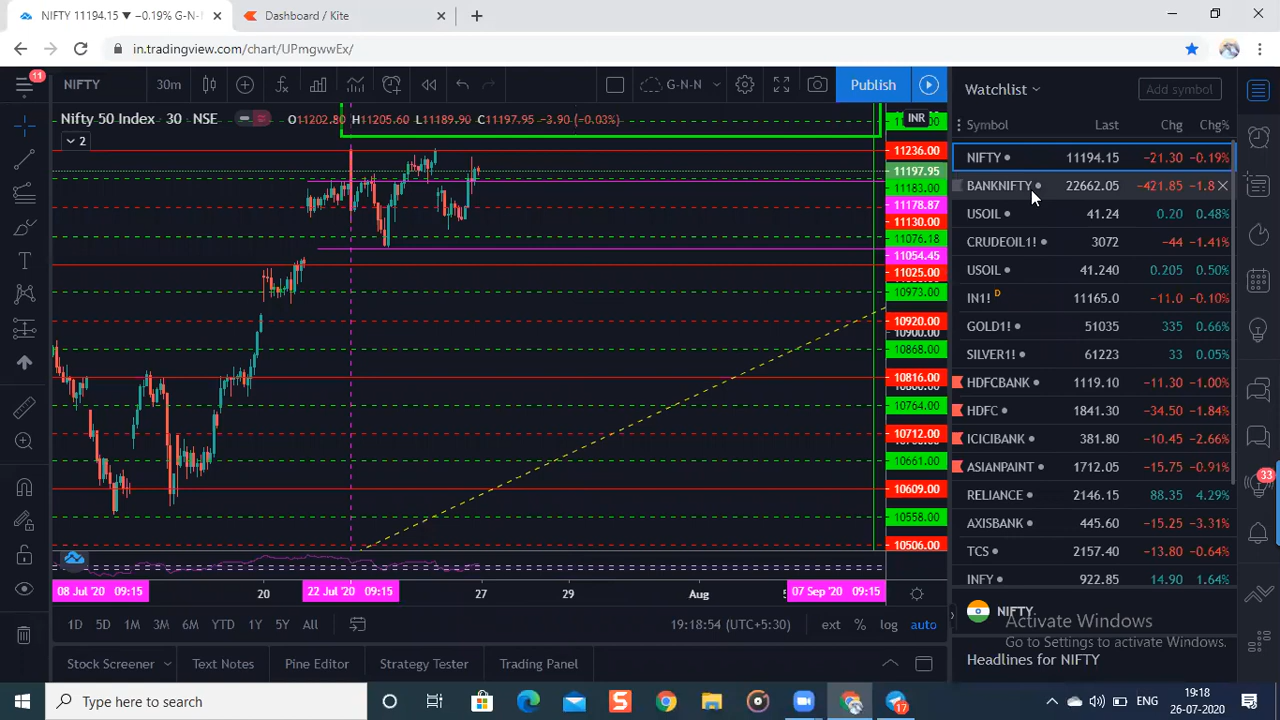 NIFTY 11194.15 ▼ −0.19% G-N-
Dashboard / Kite
in.tradingview.com/chart/UPmgwwEx/
11
NIFTY
30m
G-N-N
Publish
Watchlist
Add symbol
Nifty 50 Index · 30 · NSE
O11202.80 H11205.60 L11189.90 C11197.95 −3.90 (−0.03%)
INR
2
Symbol Last Chg Chg%
NIFTY 11194.15 −21.30 −0.19%
BANKNIFTY 22662.05 −421.85 −1.8
USOIL 41.24 0.20 0.48%
CRUDEOIL1! 3072 −44 −1.41%
USOIL 41.240 0.205 0.50%
IN1! D 11165.0 −11.0 −0.10%
GOLD1! 51035 335 0.66%
SILVER1! 61223 33 0.05%
HDFCBANK 1119.10 −11.30 −1.00%
HDFC 1841.30 −34.50 −1.84%
ICICIBANK 381.80 −10.45 −2.66%
ASIANPAINT 1712.05 −15.75 −0.91%
RELIANCE 2146.15 88.35 4.29%
AXISBANK 445.60 −15.25 −3.31%
TCS 2157.40 −13.80 −0.64%
INFY 922.85 14.90 1.64%
11236.00
11197.95
11183.00
11178.87
11130.00
11076.18
11054.45
11025.00
10973.00
10920.00
10900.00
10868.00
10816.00
10764.00
10712.00
10661.00
10609.00
10558.00
10506.00
33
08 Jul '20 09:15
20
22 Jul '20 09:15
27
29
Aug
07 Sep '20 09:15
1D 5D 1M 3M 6M YTD 1Y 5Y All
19:18:54 (UTC+5:30)
ext % log auto
NIFTY
Activate Windows
Go to Settings to activate Windows.
Headlines for NIFTY
Stock Screener
Text Notes
Pine Editor
Strategy Tester
Trading Panel
Type here to search
17
ENG
19:18
26-07-2020